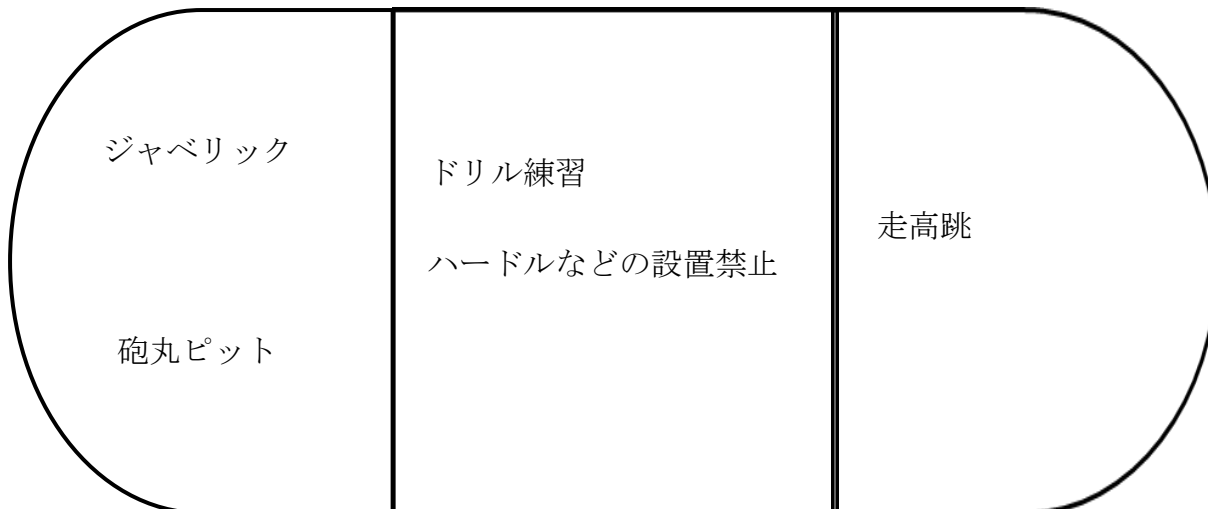 ジャベリック
砲丸ピット
ドリル練習
ハードルなどの設置禁止
走高跳